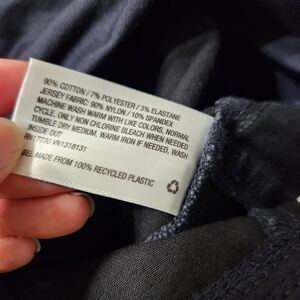 90% COTTON / 7% POLYESTER / 3% ELASTANE
JERSEY FABRIC: 90% NYLON / 10% SPANDEX
MACHINE WASH WARM WITH LIKE COLORS, NORMAL
CYCLE. ONLY NON CHLORINE BLEACH WHEN NEEDED
TUMBLE DRY MEDIUM, WARM IRON IF NEEDED, WASH
INSIDE OUT
RN17730 VN1318131
BEL MADE FROM 100% RECYCLED PLASTIC